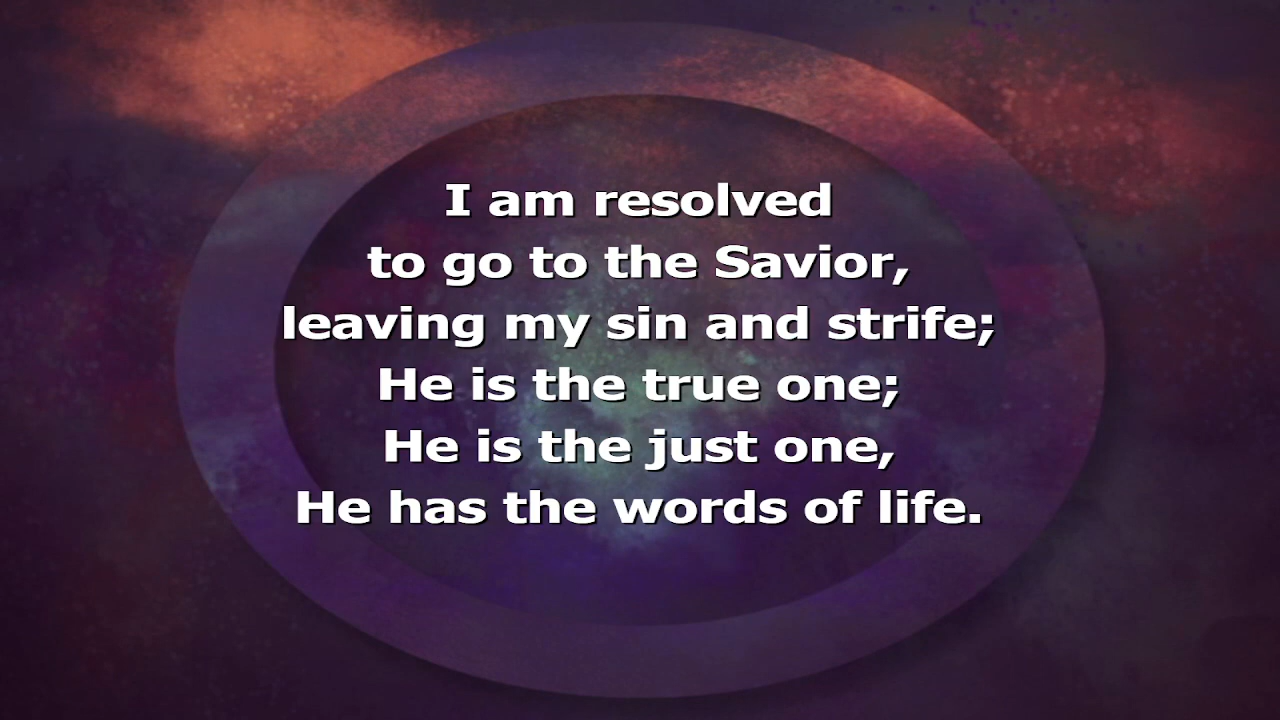 I am resolved
to go to the Savior,
leaving my sin and strife;
He is the true one;
He is the just one,
He has the words of life.